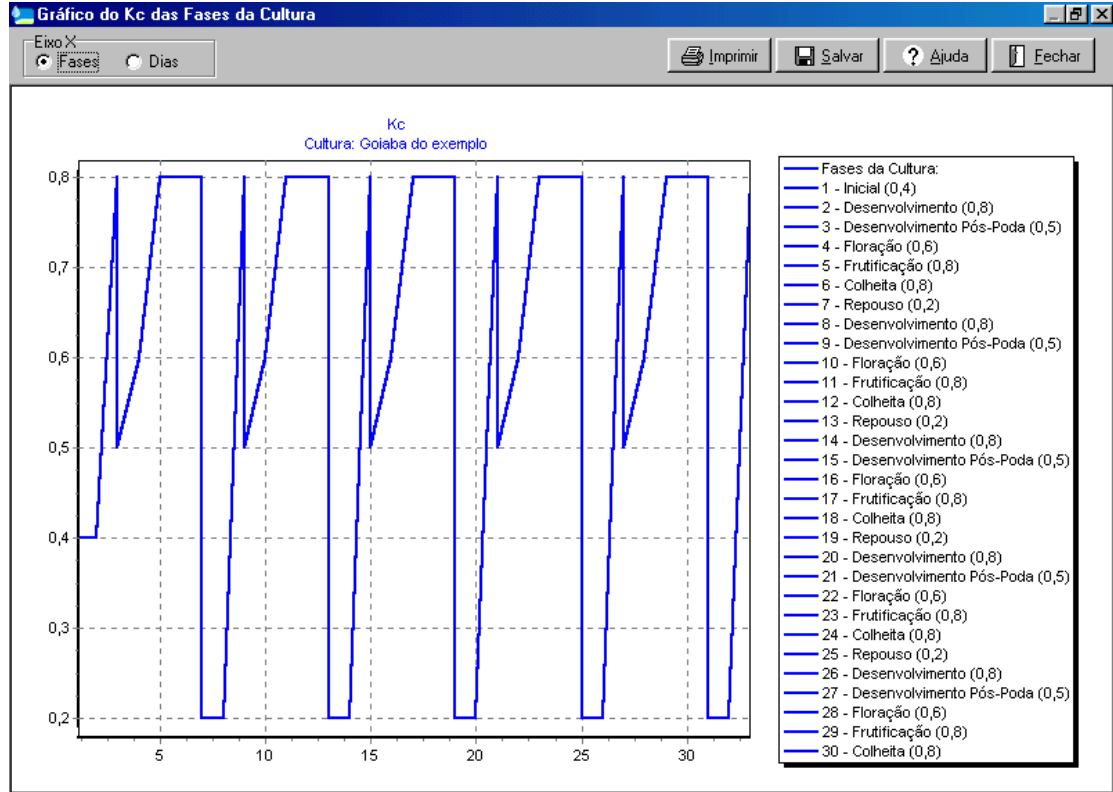 Gráfico do Kc das Fases da Cultura
Eixo X
Fases
Dias
Imprimir
Salvar
Ajuda
Fechar
Kc
Cultura: Goiaba do exemplo
0,8
0,7
0,6
0,5
0,4
0,3
0,2
5 10 15 20 25 30
Fases da Cultura:
1 - Inicial (0,4)
2 - Desenvolvimento (0,8)
3 - Desenvolvimento Pós-Poda (0,5)
4 - Floração (0,6)
5 - Frutificação (0,8)
6 - Colheita (0,8)
7 - Repouso (0,2)
8 - Desenvolvimento (0,8)
9 - Desenvolvimento Pós-Poda (0,5)
10 - Floração (0,6)
11 - Frutificação (0,8)
12 - Colheita (0,8)
13 - Repouso (0,2)
14 - Desenvolvimento (0,8)
15 - Desenvolvimento Pós-Poda (0,5)
16 - Floração (0,6)
17 - Frutificação (0,8)
18 - Colheita (0,8)
19 - Repouso (0,2)
20 - Desenvolvimento (0,8)
21 - Desenvolvimento Pós-Poda (0,5)
22 - Floração (0,6)
23 - Frutificação (0,8)
24 - Colheita (0,8)
25 - Repouso (0,2)
26 - Desenvolvimento (0,8)
27 - Desenvolvimento Pós-Poda (0,5)
28 - Floração (0,6)
29 - Frutificação (0,8)
30 - Colheita (0,8)